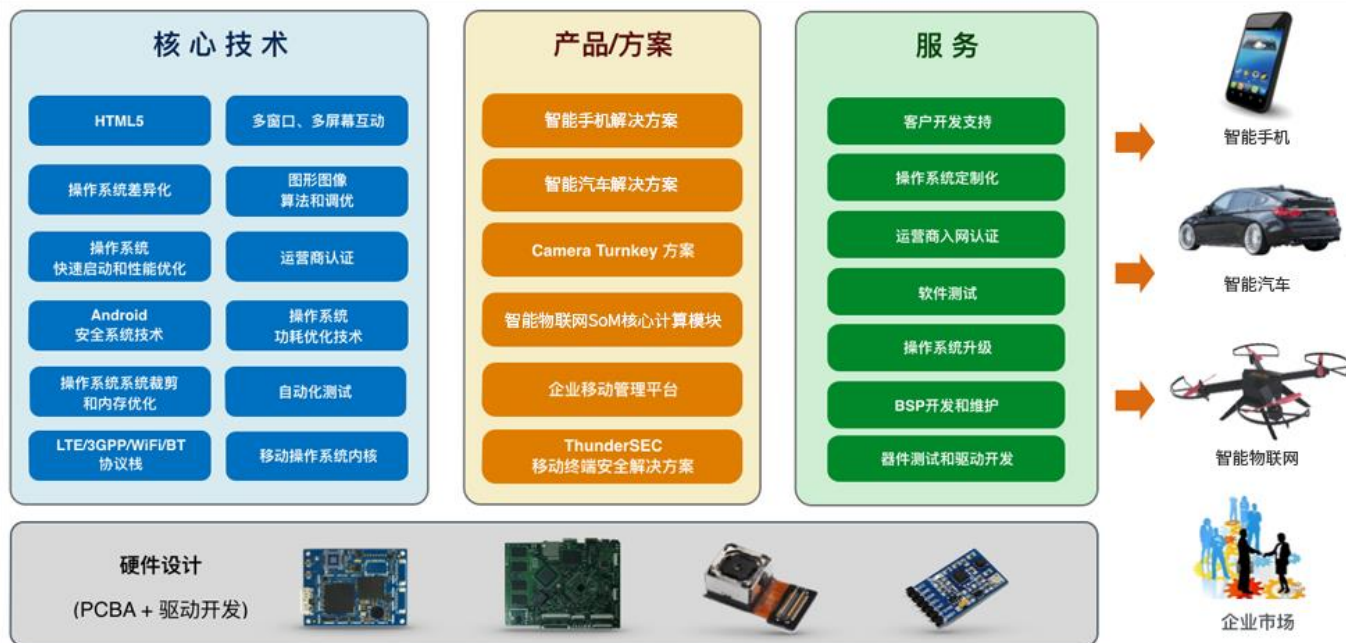 核心技术
HTML5
多窗口、多屏幕互动
操作系统差异化
图形图像
算法和调优
操作系统
快速启动和性能优化
运营商认证
Android
安全系统技术
操作系统
功耗优化技术
操作系统系统裁剪
和内存优化
自动化测试
LTE/3GPP/WiFi/BT
协议栈
移动操作系统内核
产品/方案
智能手机解决方案
智能汽车解决方案
Camera Turnkey 方案
智能物联网SoM核心计算模块
企业移动管理平台
ThunderSEC
移动终端安全解决方案
服务
客户开发支持
操作系统定制化
运营商入网认证
软件测试
操作系统升级
BSP开发和维护
器件测试和驱动开发
智能手机
智能汽车
智能物联网
企业市场
硬件设计
(PCBA + 驱动开发)